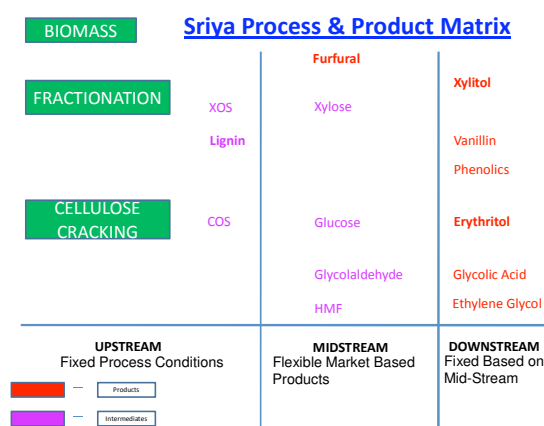 BIOMASS
Sriya Process & Product Matrix
Furfural
Xylitol
FRACTIONATION
XOS
Xylose
Lignin
Vanillin
Phenolics
CELLULOSE
CRACKING
COS
Glucose
Erythritol
Glycolaldehyde
Glycolic Acid
HMF
Ethylene Glycol
UPSTREAM
Fixed Process Conditions
MIDSTREAM
Flexible Market Based
Products
DOWNSTREAM
Fixed Based on
Mid-Stream
— Products
— Intermediates